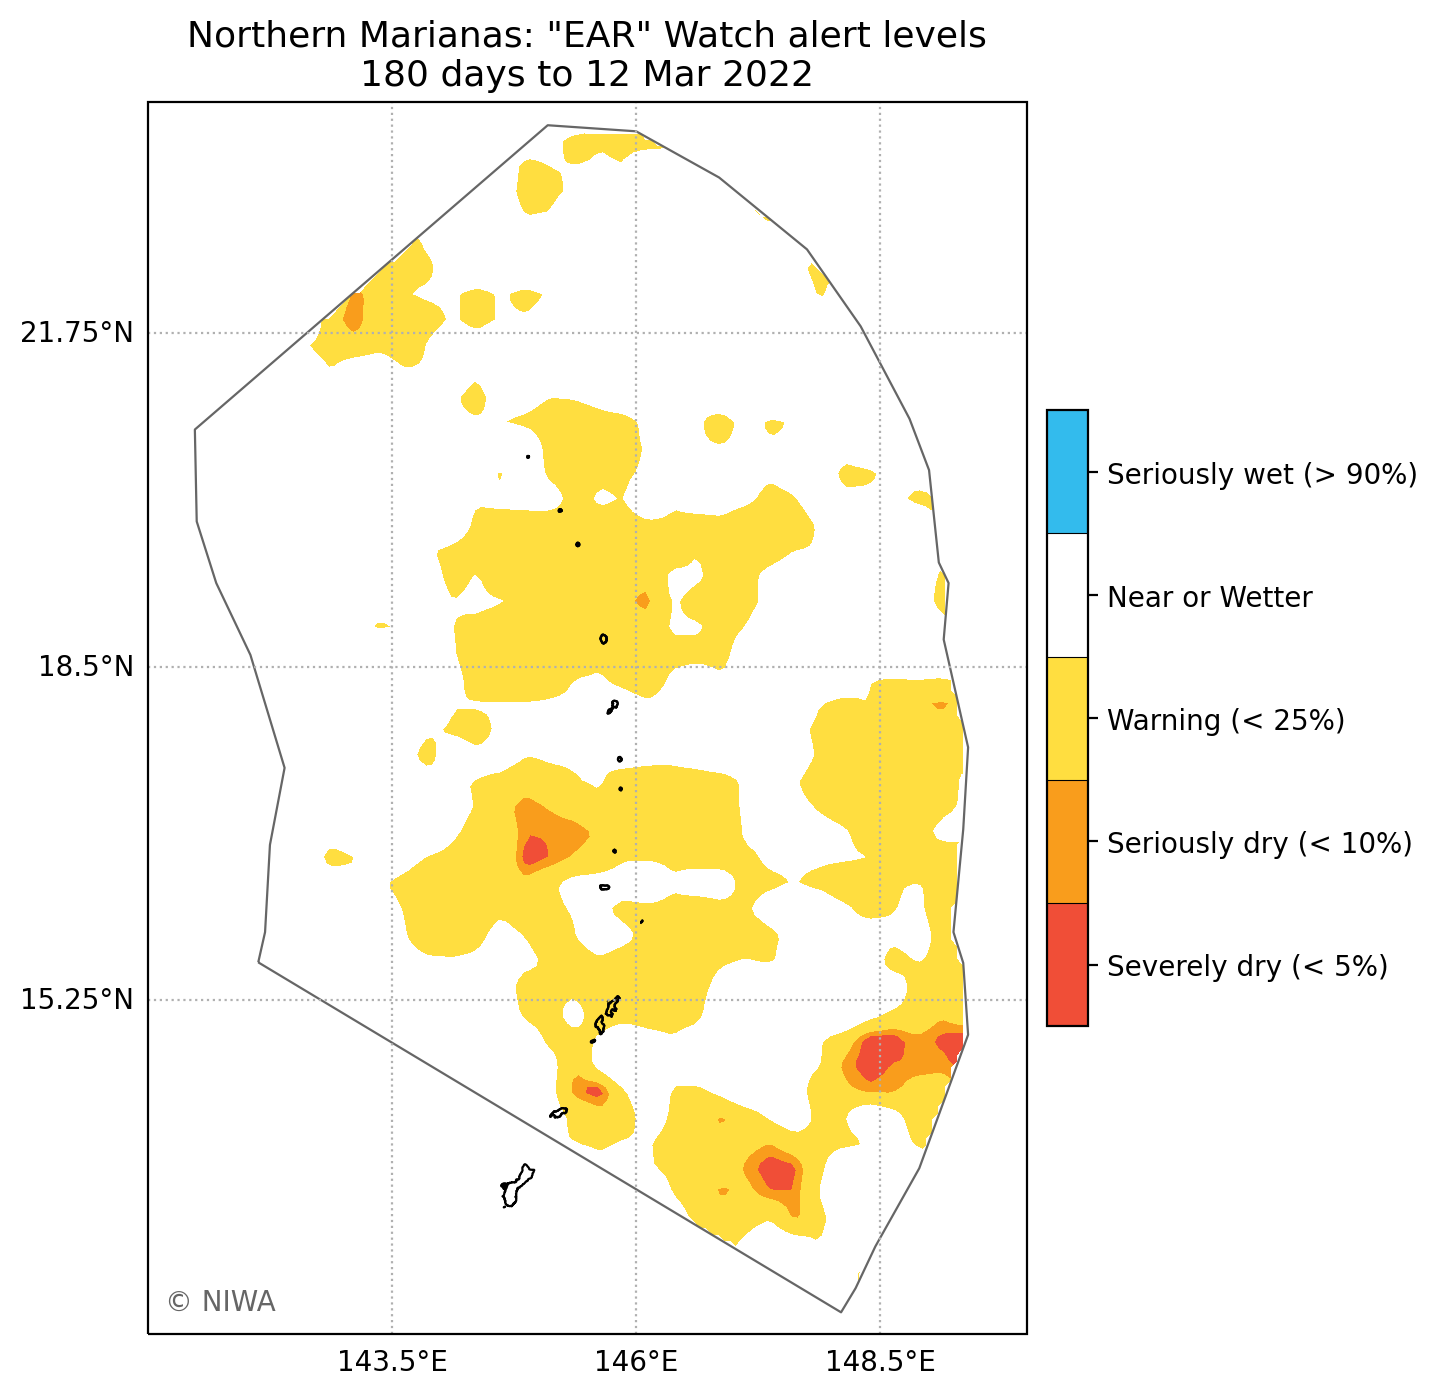 Northern Marianas: "EAR" Watch alert levels
180 days to 12 Mar 2022
21.75°N
18.5°N
15.25°N
143.5°E
146°E
148.5°E
Seriously wet (> 90%)
Near or Wetter
Warning (< 25%)
Seriously dry (< 10%)
Severely dry (< 5%)
© NIWA